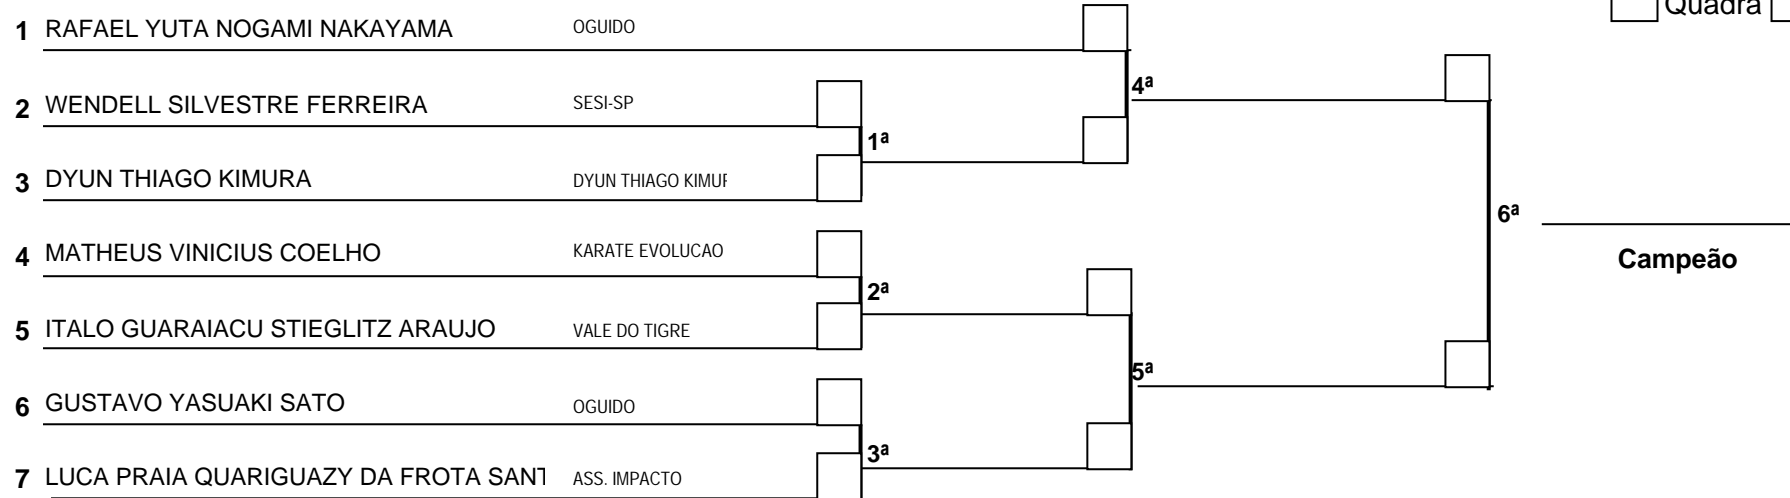 Quadra
1 RAFAEL YUTA NOGAMI NAKAYAMA OGUIDO
4ª
2 WENDELL SILVESTRE FERREIRA SESI-SP
1ª
3 DYUN THIAGO KIMURA DYUN THIAGO KIMUF
6ª
4 MATHEUS VINICIUS COELHO KARATE EVOLUCAO
Campeão
2ª
5 ITALO GUARAIACU STIEGLITZ ARAUJO VALE DO TIGRE
5ª
6 GUSTAVO YASUAKI SATO OGUIDO
3ª
7 LUCA PRAIA QUARIGUAZY DA FROTA SANT ASS. IMPACTO